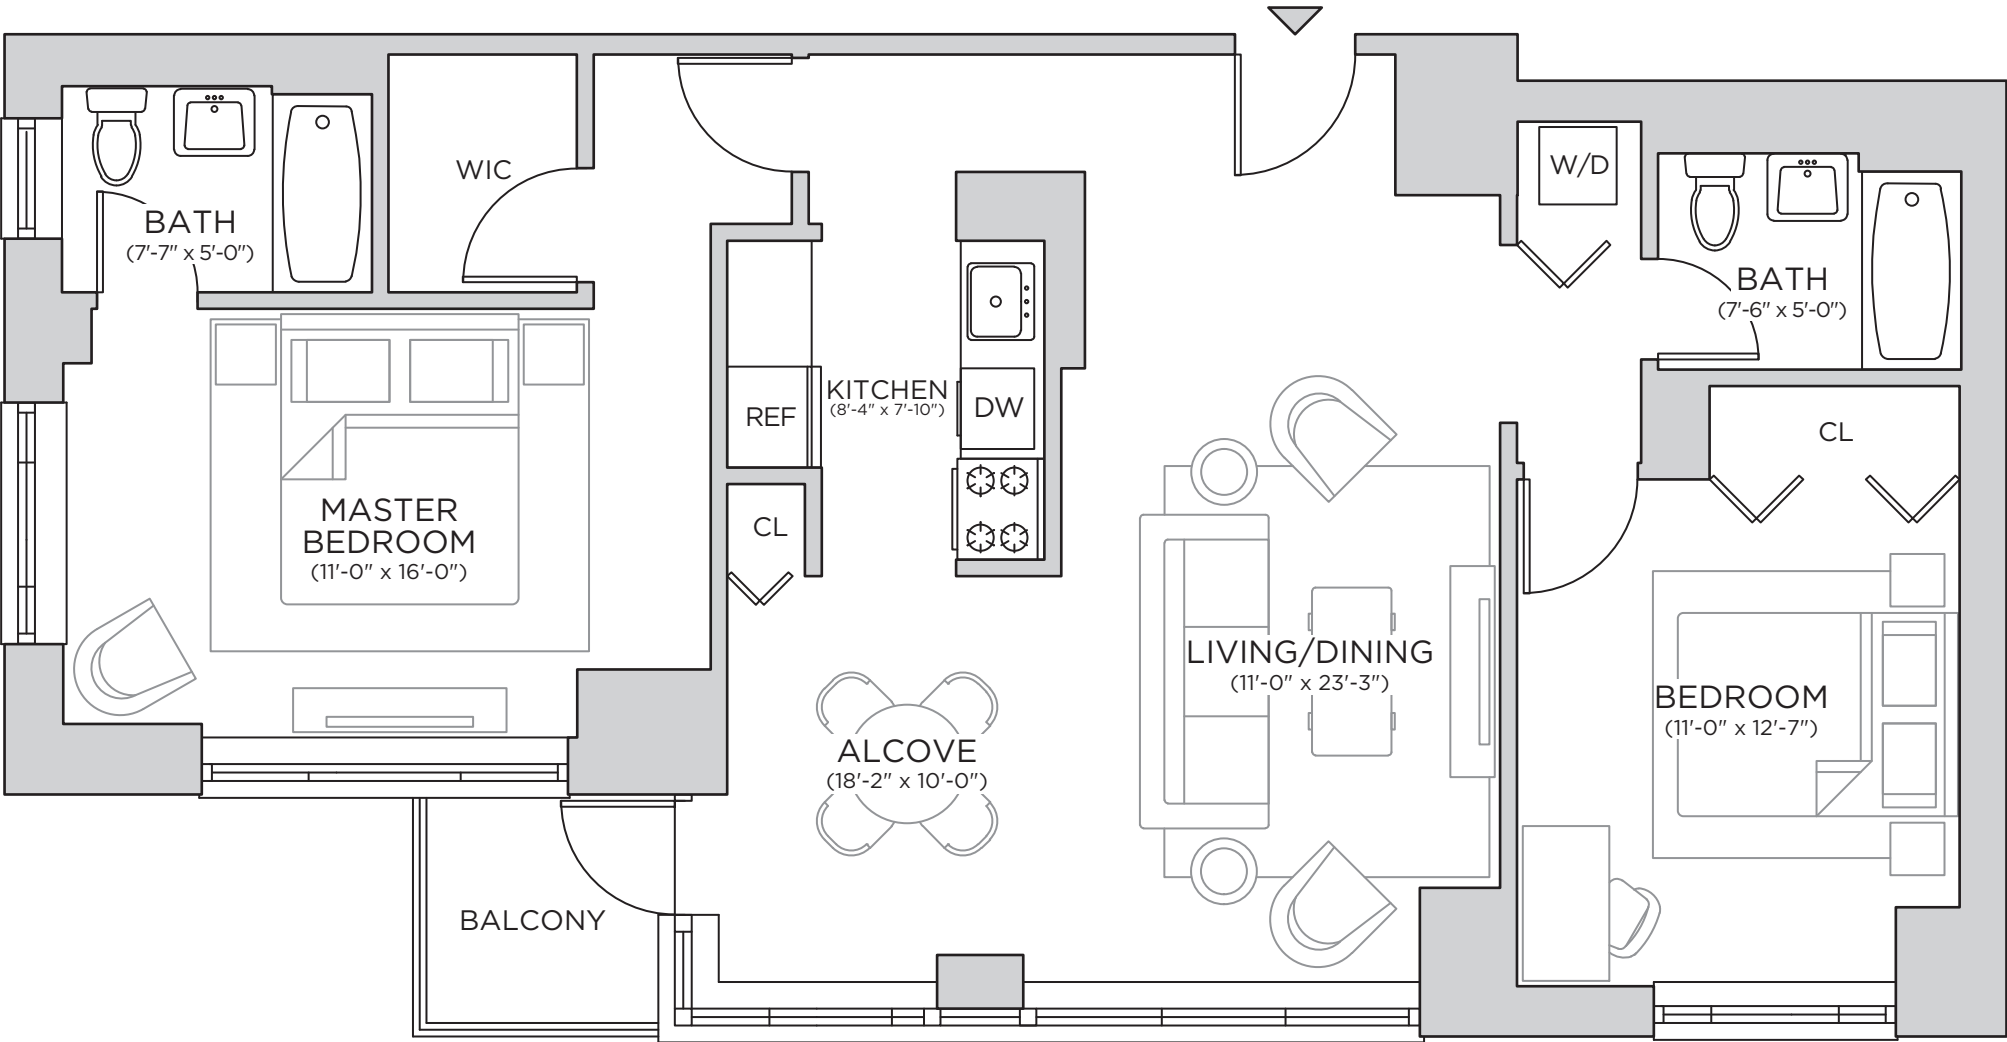 WIC
BATH
(7'-7" x 5'-0")
W/D
BATH
(7'-6" x 5'-0")
KITCHEN
(8'-4" x 7'-10")
REF
DW
CL
MASTER
BEDROOM
(11'-0" x 16'-0")
CL
LIVING/DINING
(11'-0" x 23'-3")
BEDROOM
(11'-0" x 12'-7")
ALCOVE
(18'-2" x 10'-0")
BALCONY